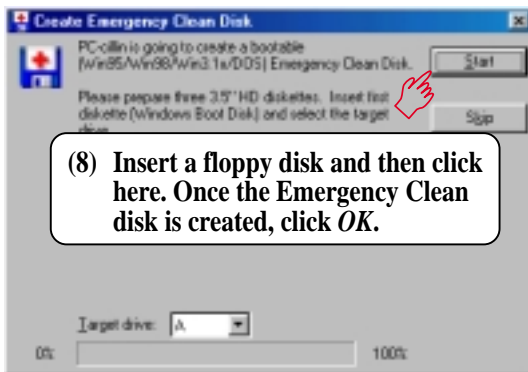 Create Emergency Clean Disk
PC-cillin is going to create a bootable
(Win95/Win98/Win3.1x/DOS) Emergency Clean Disk.
Start
Please prepare three 3.5" HD diskettes. Insert first
diskette (Windows Boot Disk) and select the target
drive.
Skip
(8) Insert a floppy disk and then click
here. Once the Emergency Clean
disk is created, click OK.
Target drive: A:
0% 100%